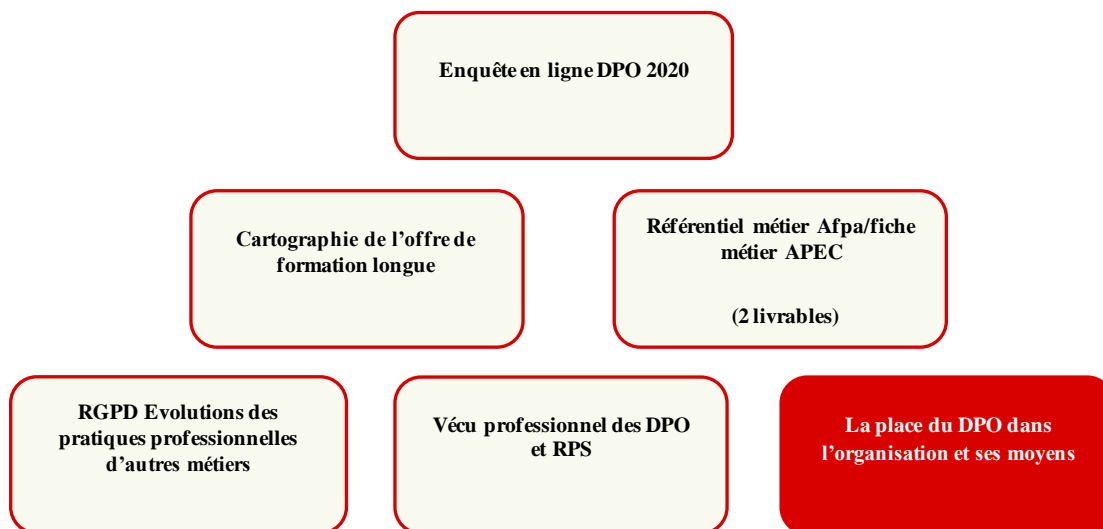 Enquête en ligne DPO 2020
Cartographie de l’offre de
formation longue
Référentiel métier Afpa/fiche
métier APEC
(2 livrables)
RGPD Evolutions des
pratiques professionnelles
d’autres métiers
Vécu professionnel des DPO
et RPS
La place du DPO dans
l’organisation et ses moyens